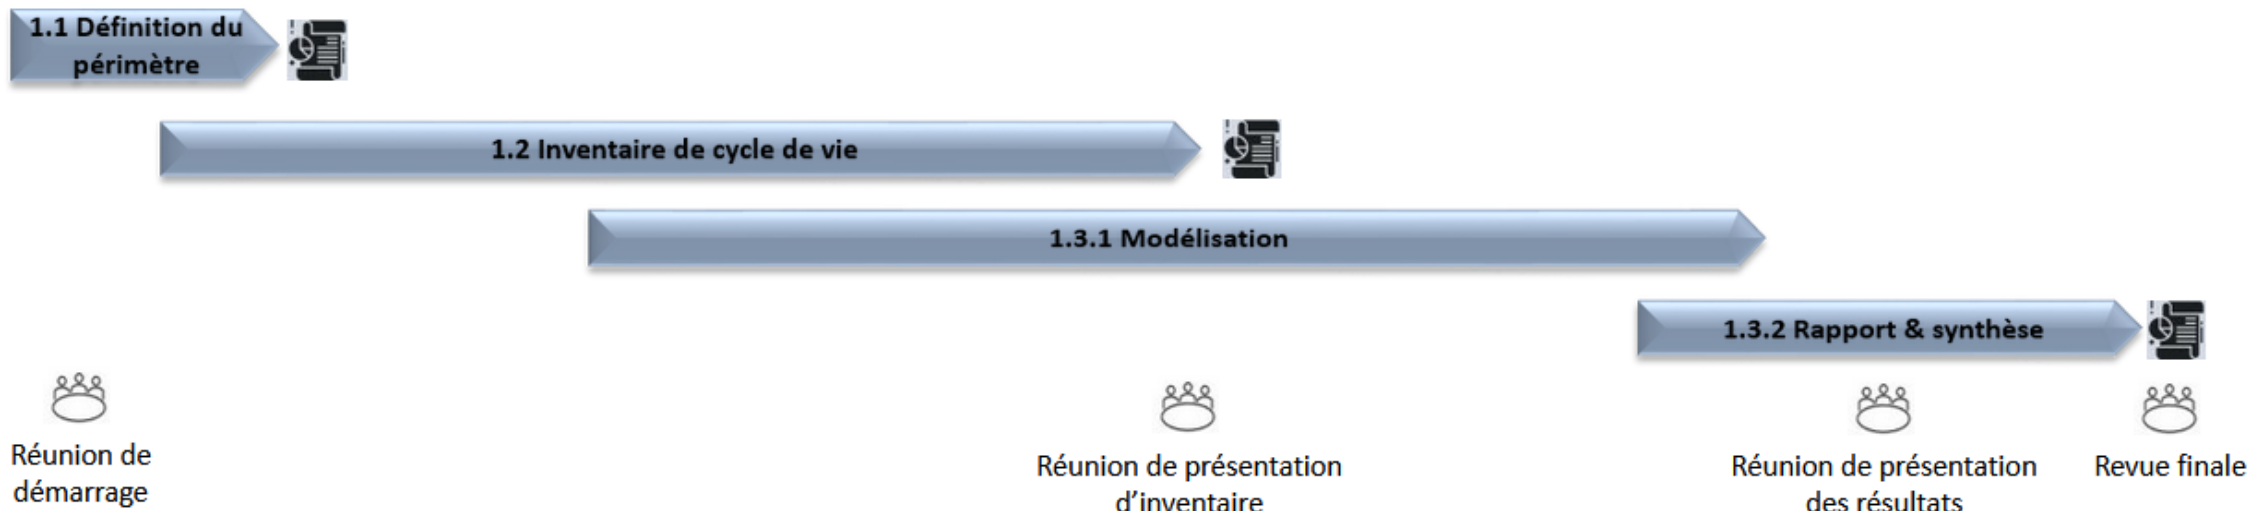 1.1 Définition du
périmètre
1.2 Inventaire de cycle de vie
1.3.1 Modélisation
1.3.2 Rapport & synthèse
Réunion de
démarrage
Réunion de présentation
d'inventaire
Réunion de présentation
des résultats
Revue finale